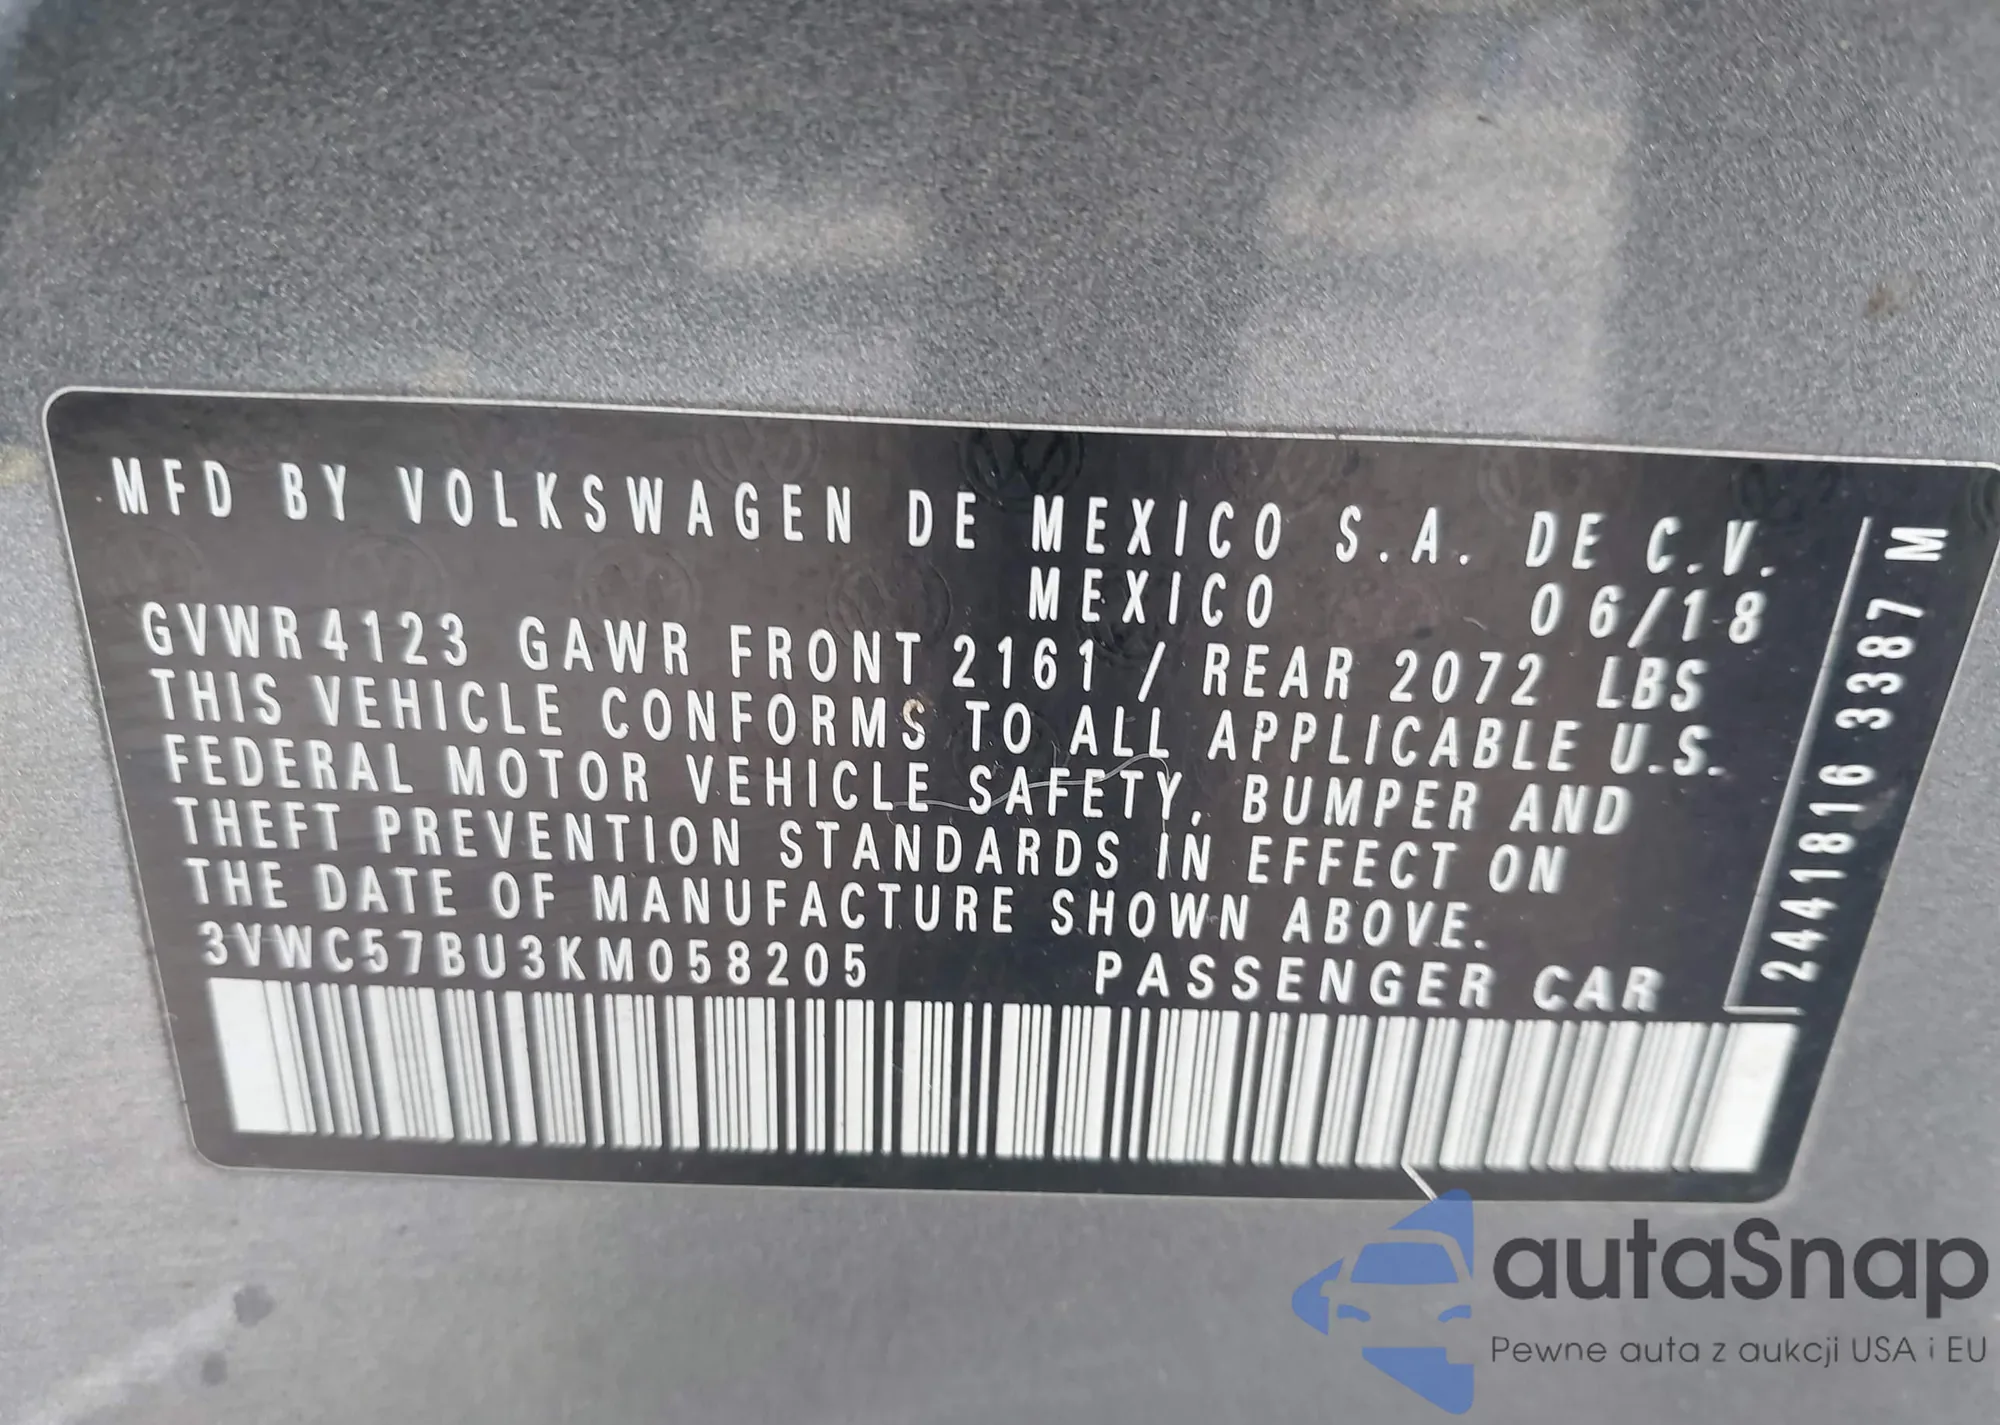 MFD BY VOLKSWAGEN DE MEXICO S.A. DE C.V.
MEXICO 06/18
GVWR 4123 GAWR FRONT 2161 / REAR 2072 LBS
THIS VEHICLE CONFORMS TO ALL APPLICABLE U.S.
FEDERAL MOTOR VEHICLE SAFETY, BUMPER AND
THEFT PREVENTION STANDARDS IN EFFECT ON
THE DATE OF MANUFACTURE SHOWN ABOVE.
3VWC57BU3KM058205 PASSENGER CAR
2441816 3387 M
autaSnap
Pewne auta z aukcji USA i EU